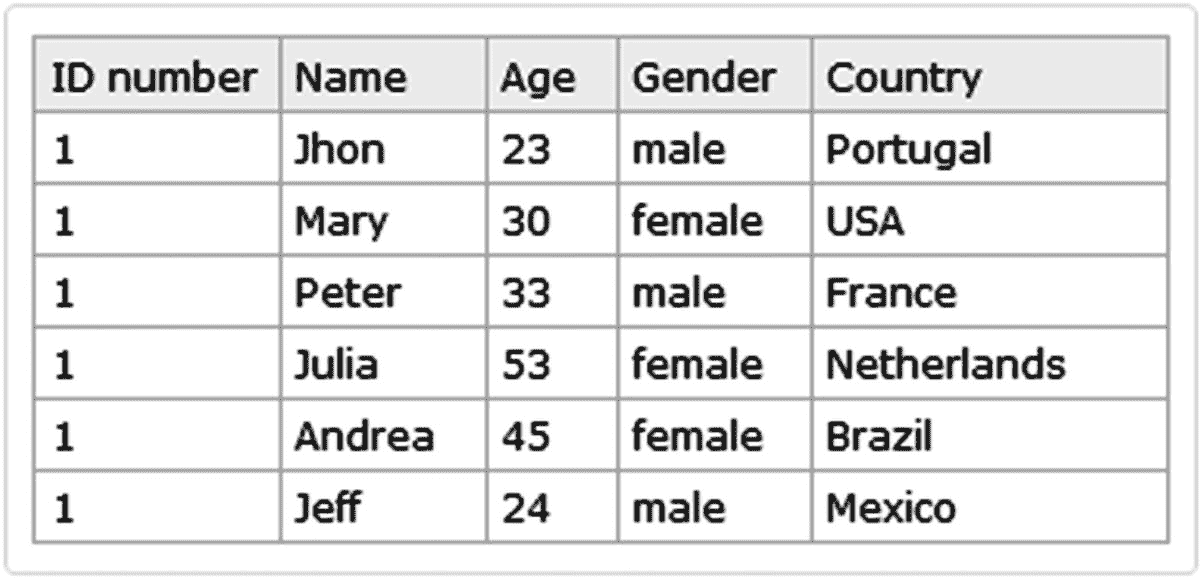 ID number Name Age Gender Country
1 Jhon 23 male Portugal
1 Mary 30 female USA
1 Peter 33 male France
1 Julia 53 female Netherlands
1 Andrea 45 female Brazil
1 Jeff 24 male Mexico